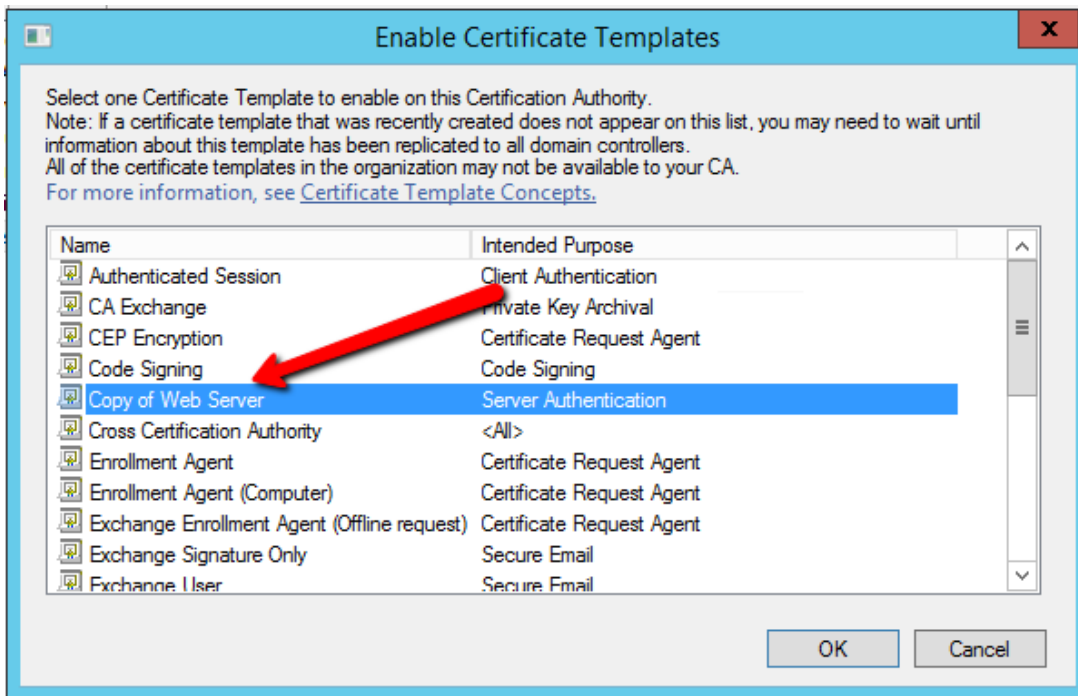 Enable Certificate Templates
x
Select one Certificate Template to enable on this Certification Authority.
Note: If a certificate template that was recently created does not appear on this list, you may need to wait until
information about this template has been replicated to all domain controllers.
All of the certificate templates in the organization may not be available to your CA.
For more information, see Certificate Template Concepts.
Name Intended Purpose
Authenticated Session Client Authentication
CA Exchange Private Key Archival
CEP Encryption Certificate Request Agent
Code Signing Code Signing
Copy of Web Server Server Authentication
Cross Certification Authority <All>
Enrollment Agent Certificate Request Agent
Enrollment Agent (Computer) Certificate Request Agent
Exchange Enrollment Agent (Offline request) Certificate Request Agent
Exchange Signature Only Secure Email
Exchange User Secure Email
OK Cancel